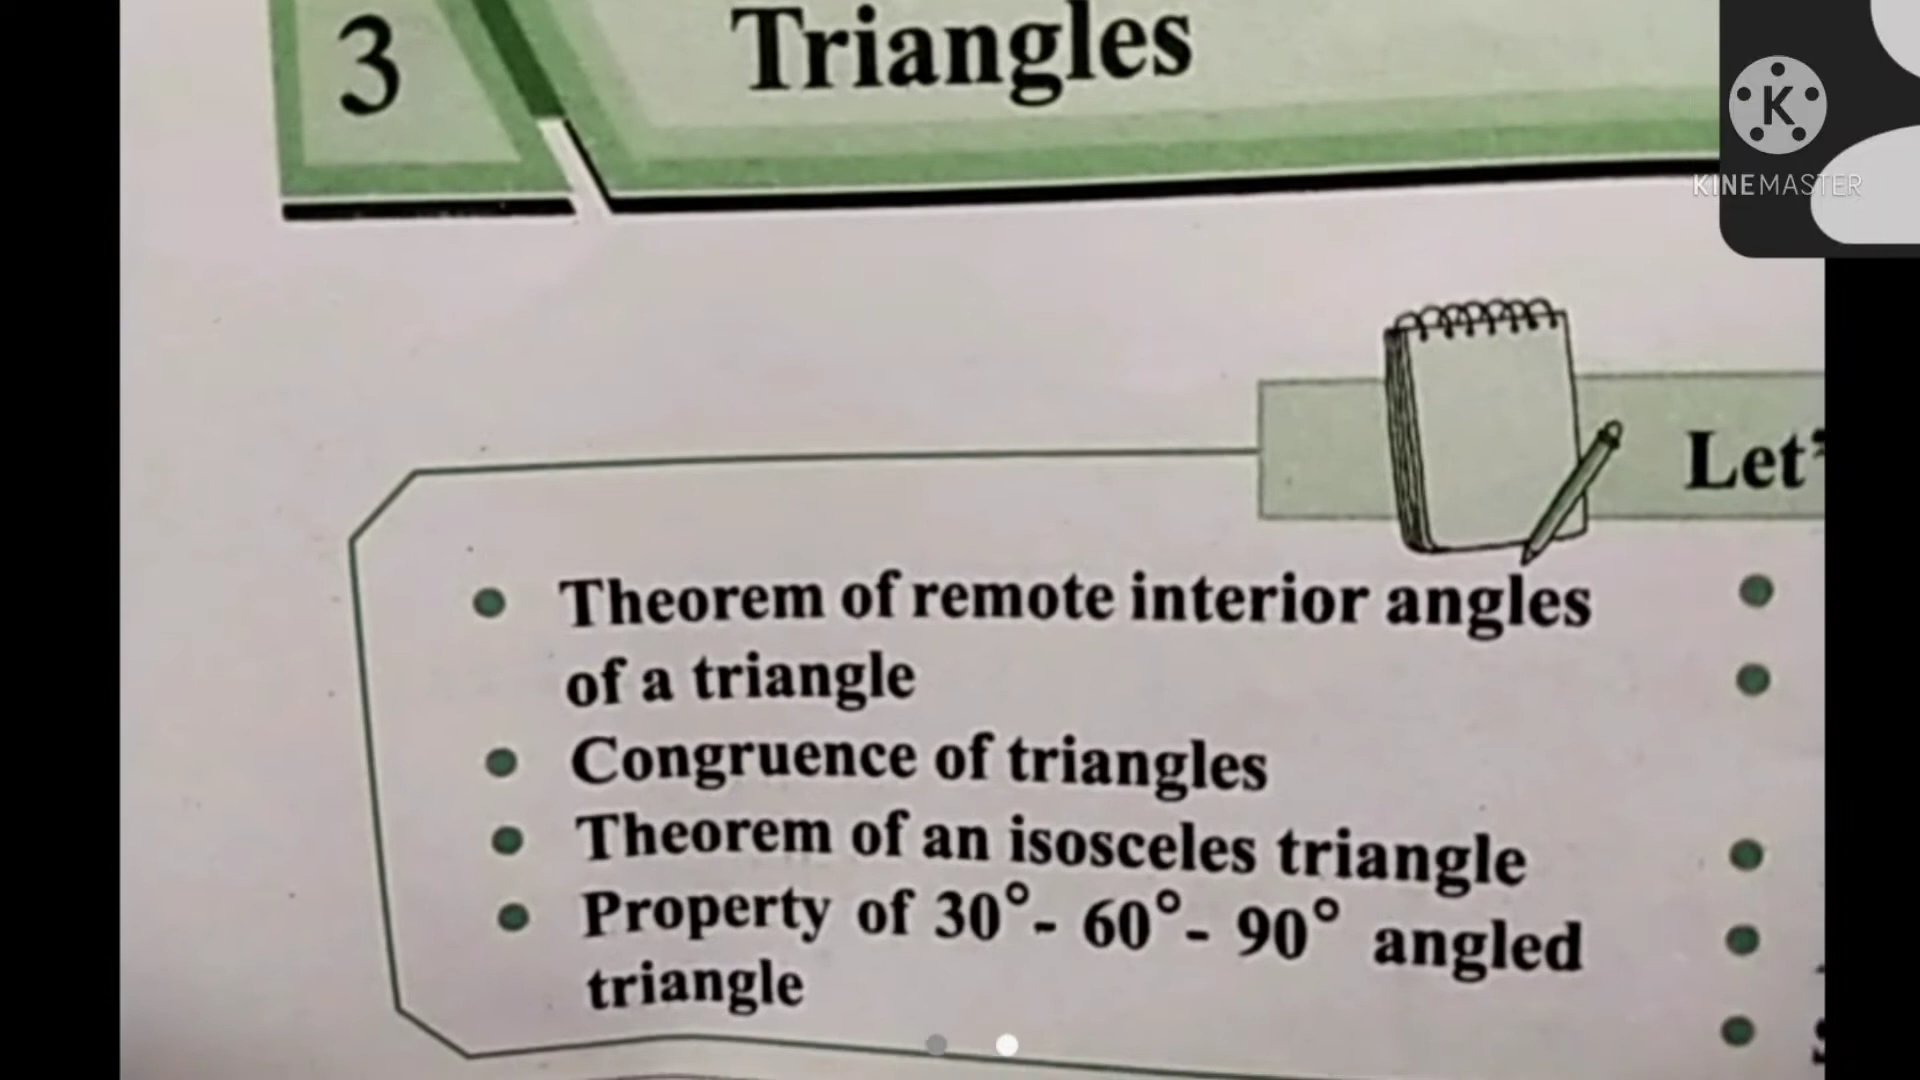 3
Triangles
KINEMASTER
Let'
Theorem of remote interior angles
of a triangle
Congruence of triangles
Theorem of an isosceles triangle
Property of 30°- 60°- 90° angled
triangle